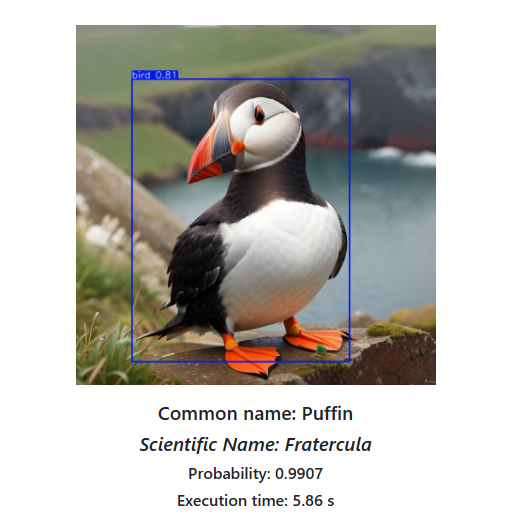 bird 0.81
Common name: Puffin
Scientific Name: Fratercula
Probability: 0.9907
Execution time: 5.86 s